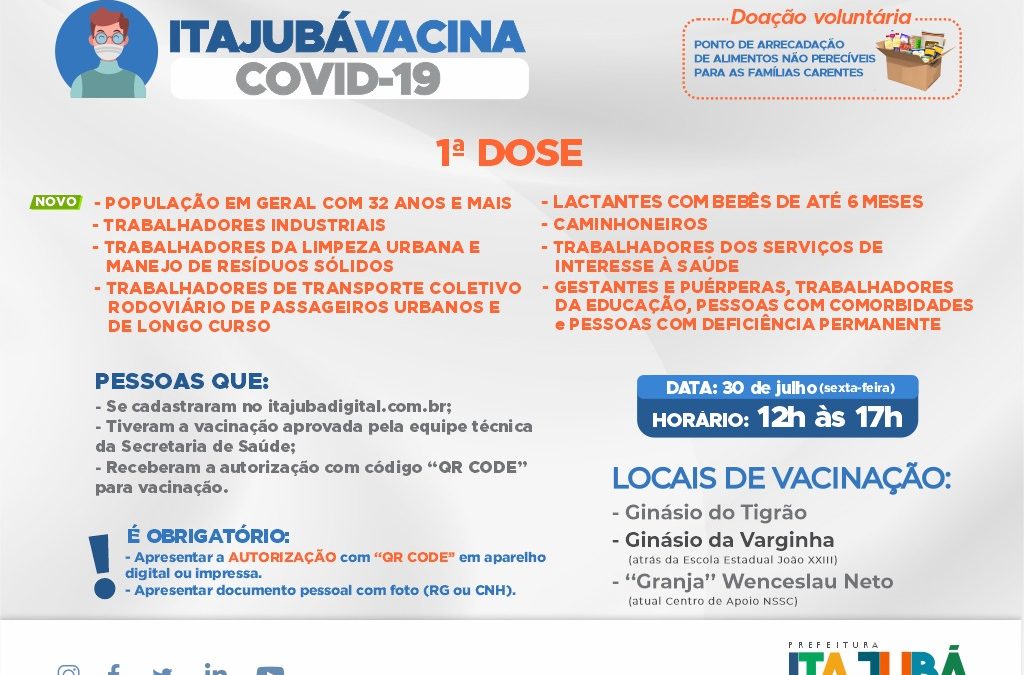 ITAJUBÁVACINA
COVID-19
Doação voluntária
PONTO DE ARRECADAÇÃO
DE ALIMENTOS NÃO PERECÍVEIS
PARA AS FAMÍLIAS CARENTES
1ª DOSE
NOVO
- POPULAÇÃO EM GERAL COM 32 ANOS E MAIS
- TRABALHADORES INDUSTRIAIS
- TRABALHADORES DA LIMPEZA URBANA E
MANEJO DE RESÍDUOS SÓLIDOS
- TRABALHADORES DE TRANSPORTE COLETIVO
RODOVIÁRIO DE PASSAGEIROS URBANOS E
DE LONGO CURSO
- LACTANTES COM BEBÊS DE ATÉ 6 MESES
- CAMINHONEIROS
- TRABALHADORES DOS SERVIÇOS DE
INTERESSE À SAÚDE
- GESTANTES E PUÉRPERAS, TRABALHADORES
DA EDUCAÇÃO, PESSOAS COM COMORBIDADES
e PESSOAS COM DEFICIÊNCIA PERMANENTE
PESSOAS QUE:
- Se cadastraram no itajubadigital.com.br;
- Tiveram a vacinação aprovada pela equipe técnica
da Secretaria de Saúde;
- Receberam a autorização com código “QR CODE”
para vacinação.
! É OBRIGATÓRIO:
- Apresentar a AUTORIZAÇÃO com “QR CODE” em aparelho
digital ou impressa.
- Apresentar documento pessoal com foto (RG ou CNH).
DATA: 30 de julho (sexta-feira)
HORÁRIO: 12h às 17h
LOCAIS DE VACINAÇÃO:
- Ginásio do Tigrão
- Ginásio da Varginha
(atrás da Escola Estadual João XXIII)
- “Granja” Wenceslau Neto
(atual Centro de Apoio NSSC)
PREFEITURA
ITAJUBÁ